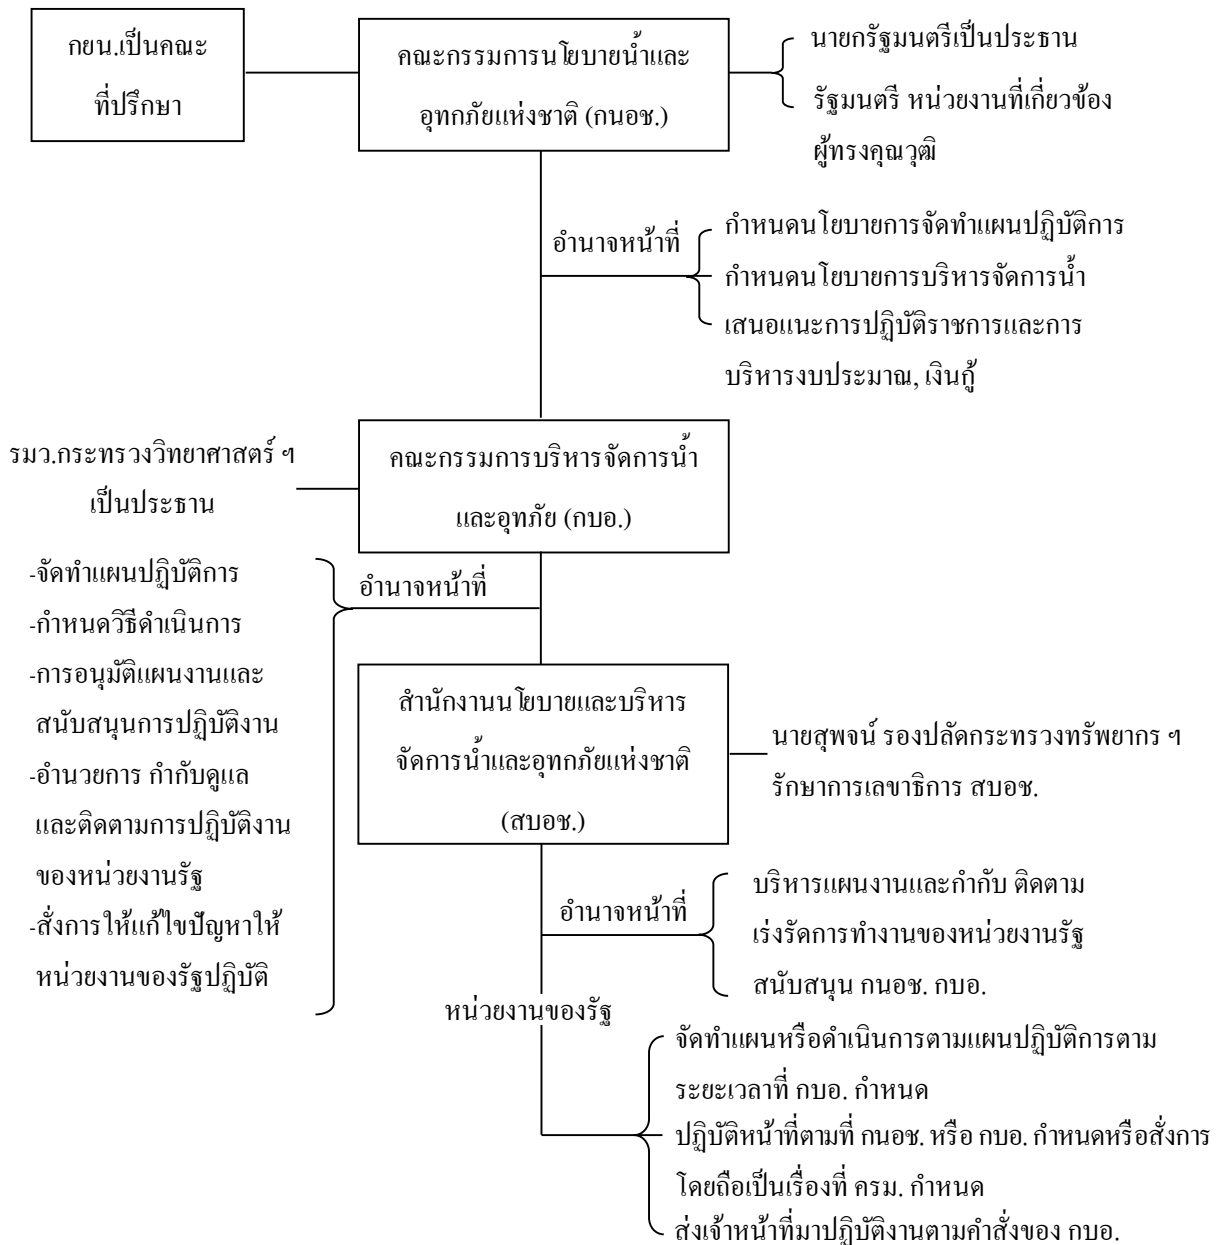 กยน.เป็นคณะ
ที่ปรึกษา
คณะกรรมการนโยบายน้ำและ
อุทกภัยแห่งชาติ (กนอช.)
นายกรัฐมนตรีเป็นประธาน
รัฐมนตรี หน่วยงานที่เกี่ยวข้อง
ผู้ทรงคุณวุฒิ
อำนาจหน้าที่
กำหนดนโยบายการจัดทำแผนปฏิบัติการ
กำหนดนโยบายการบริหารจัดการน้ำ
เสนอแนะการปฏิบัติราชการและการ
บริหารงบประมาณ, เงินกู้
รมว.กระทรวงวิทยาศาสตร์ ฯ
เป็นประธาน
คณะกรรมการบริหารจัดการน้ำ
และอุทภัย (กบอ.)
อำนาจหน้าที่
-จัดทำแผนปฏิบัติการ
-กำหนดวิธีดำเนินการ
-การอนุมัติแผนงานและ
สนับสนุนการปฏิบัติงาน
-อำนวยการ กำกับดูแล
และติดตามการปฏิบัติงาน
ของหน่วยงานรัฐ
-สั่งการให้แก้ไขปัญหาให้
หน่วยงานของรัฐปฏิบัติ
สำนักงานนโยบายและบริหาร
จัดการน้ำและอุทกภัยแห่งชาติ
(สบอช.)
นายสุพจน์ รองปลัดกระทรวงทรัพยากร ฯ
รักษาการเลขาธิการ สบอช.
อำนาจหน้าที่
บริหารแผนงานและกำกับ ติดตาม
เร่งรัดการทำงานของหน่วยงานรัฐ
สนับสนุน กนอช. กบอ.
หน่วยงานของรัฐ
จัดทำแผนหรือดำเนินการตามแผนปฏิบัติการตาม
ระยะเวลาที่ กบอ. กำหนด
ปฏิบัติหน้าที่ตามที่ กนอช. หรือ กบอ. กำหนดหรือสั่งการ
โดยถือเป็นเรื่องที่ ครม. กำหนด
ส่งเจ้าหน้าที่มาปฏิบัติงานตามคำสั่งของ กบอ.